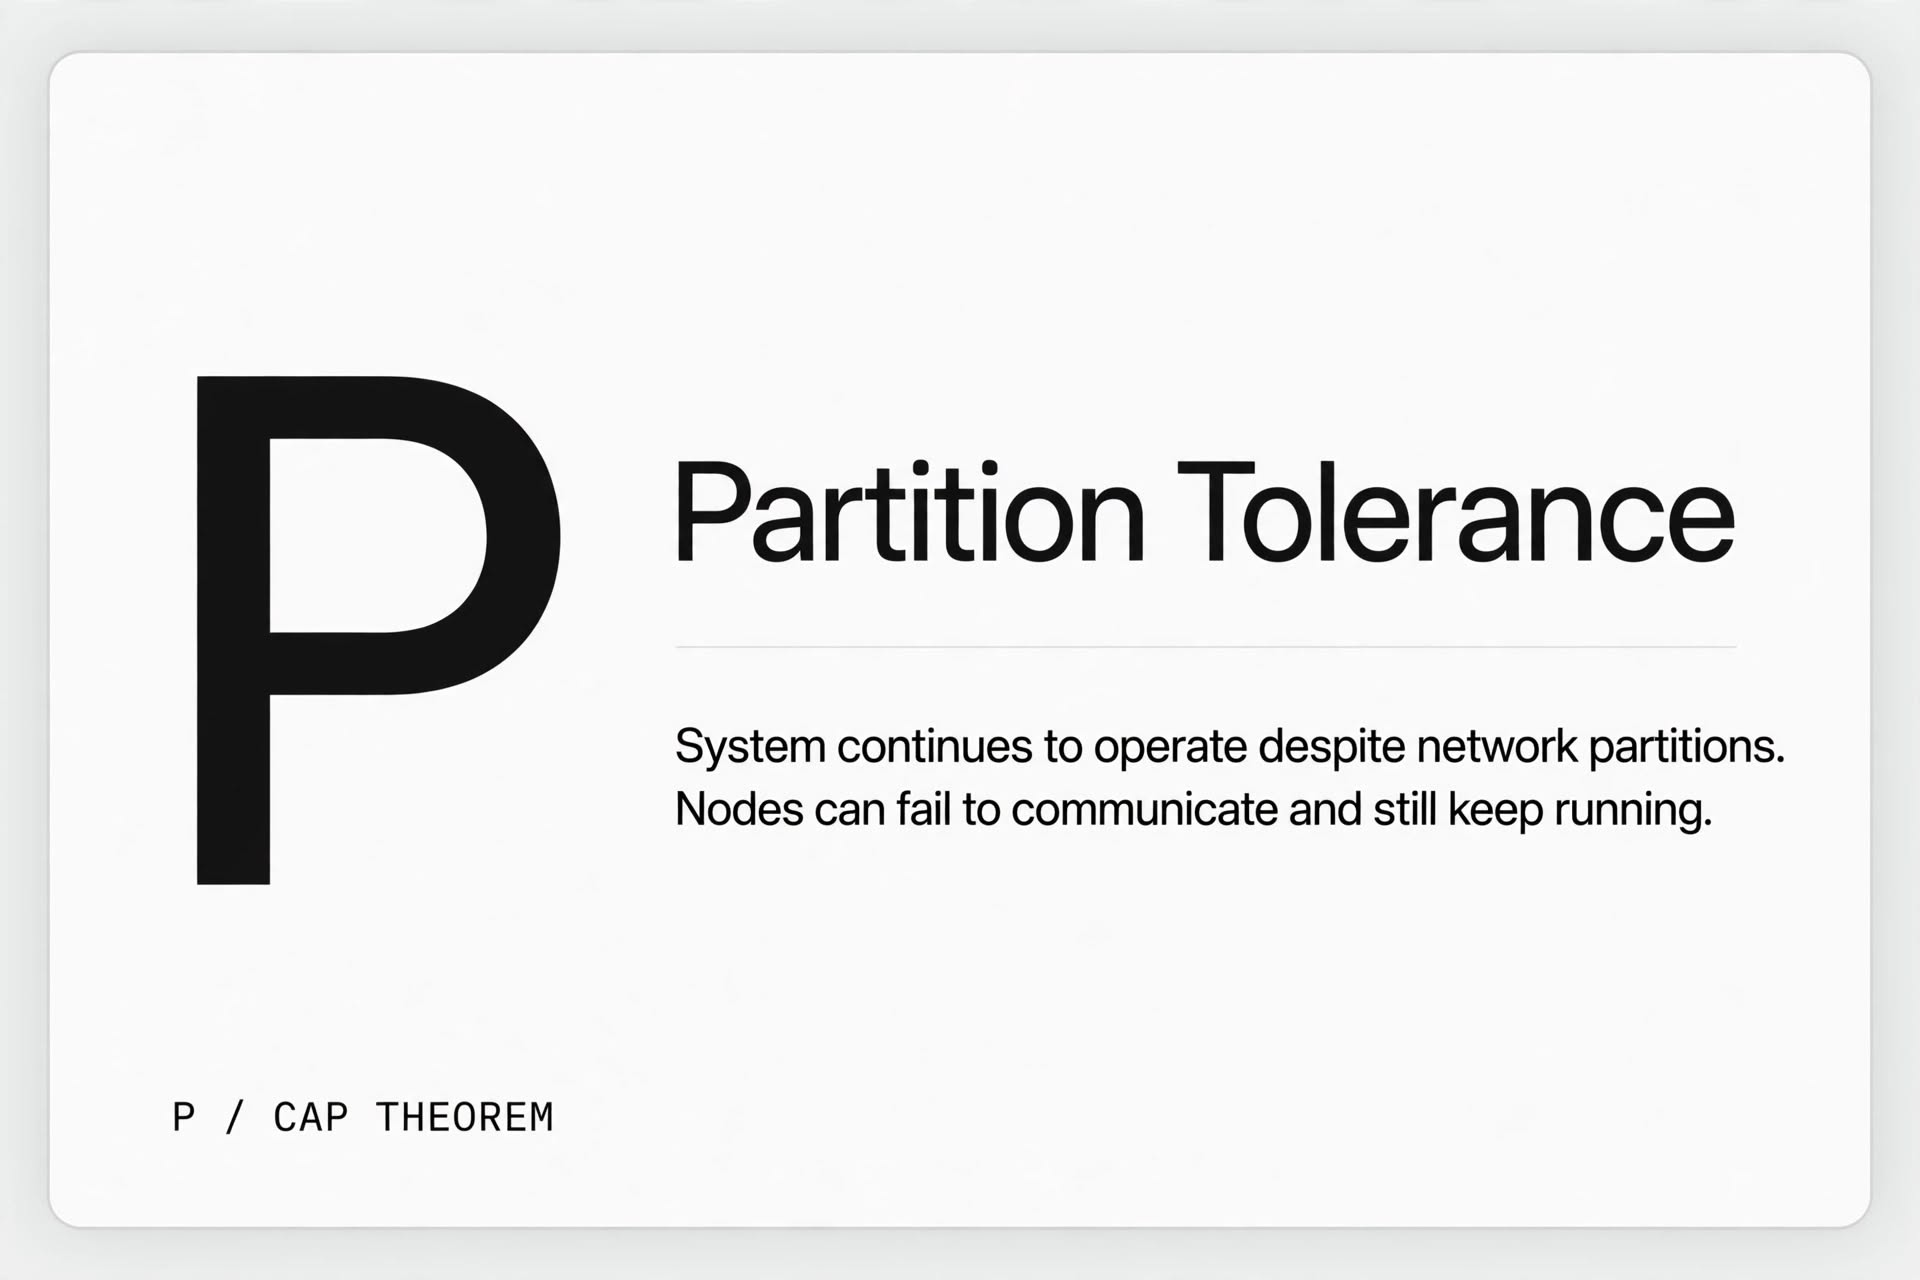 P
Partition Tolerance
System continues to operate despite network partitions.
Nodes can fail to communicate and still keep running.
P / CAP THEOREM